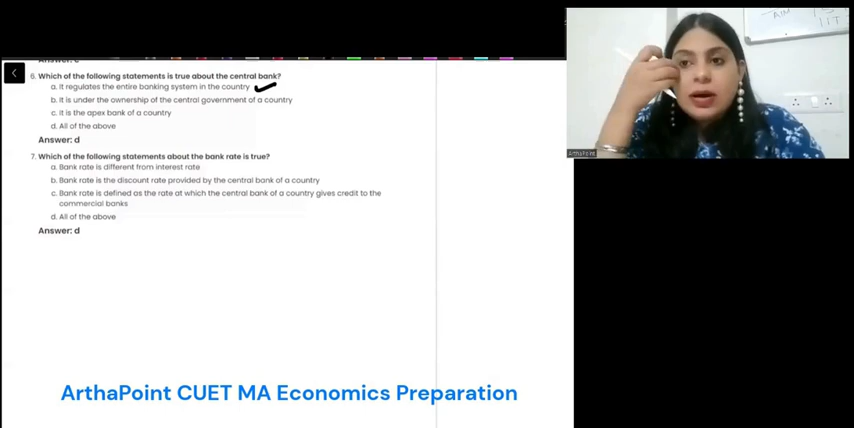 Answer: c
6. Which of the following statements is true about the central bank?
a. It regulates the entire banking system in the country
b. It is under the ownership of the central government of a country
c. It is the apex bank of a country
d. All of the above
Answer: d
7. Which of the following statements about the bank rate is true?
a. Bank rate is different from interest rate
b. Bank rate is the discount rate provided by the central bank of a country
c. Bank rate is defined as the rate at which the central bank of a country gives credit to the
commercial banks
d. All of the above
Answer: d
ArthaPoint CUET MA Economics Preparation
AIM
IIT
ArthaPoint